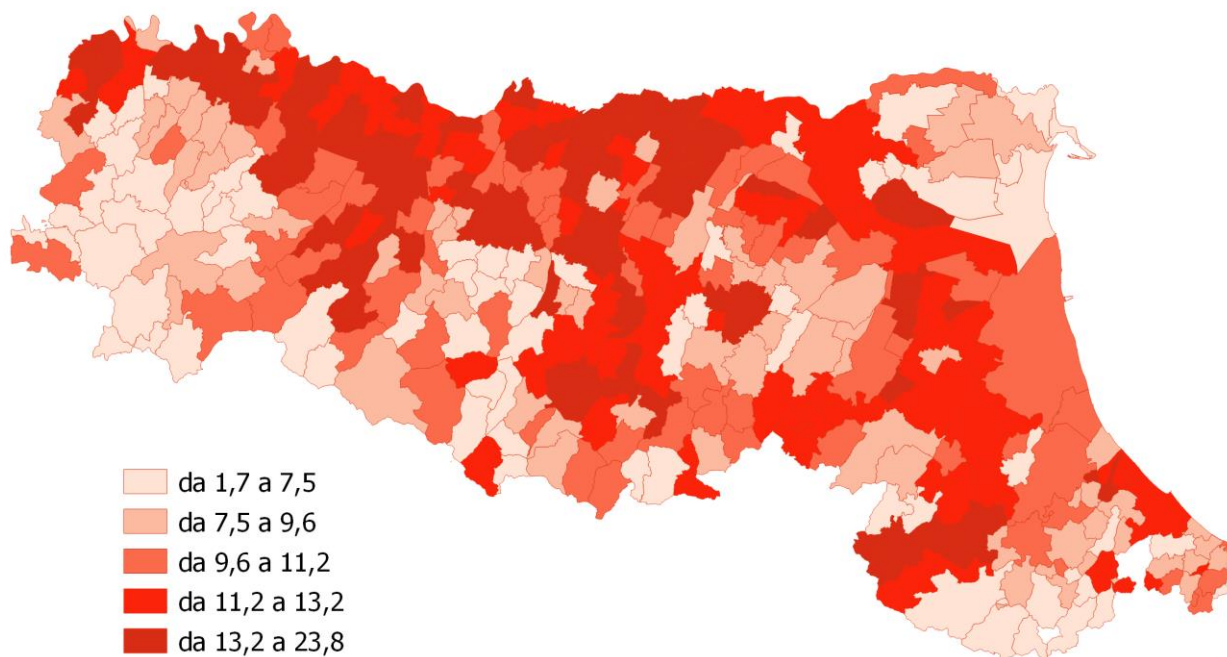 da 1,7 a 7,5
da 7,5 a 9,6
da 9,6 a 11,2
da 11,2 a 13,2
da 13,2 a 23,8